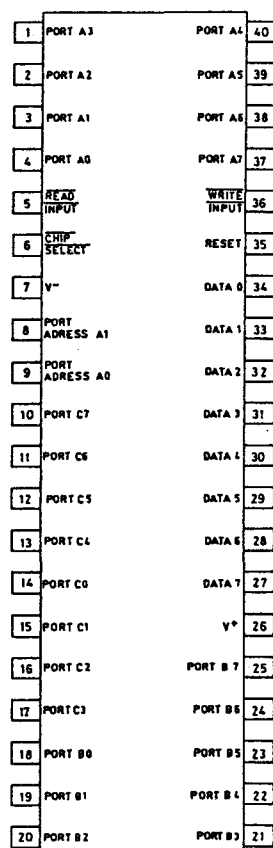 1 PORT A3 PORT A4 40
2 PORT A2 PORT A5 39
3 PORT A1 PORT A6 38
4 PORT A0 PORT A7 37
5 READ INPUT WRITE INPUT 36
6 CHIP SELECT RESET 35
7 V- DATA 0 34
8 PORT ADRESS A1 DATA 1 33
9 PORT ADRESS A0 DATA 2 32
10 PORT C7 DATA 3 31
11 PORT C6 DATA 4 30
12 PORT C5 DATA 5 29
13 PORT C4 DATA 6 28
14 PORT C0 DATA 7 27
15 PORT C1 V+ 26
16 PORT C2 PORT B 7 25
17 PORT C3 PORT B6 24
18 PORT B0 PORT B5 23
19 PORT B1 PORT B4 22
20 PORT B2 PORT B3 21